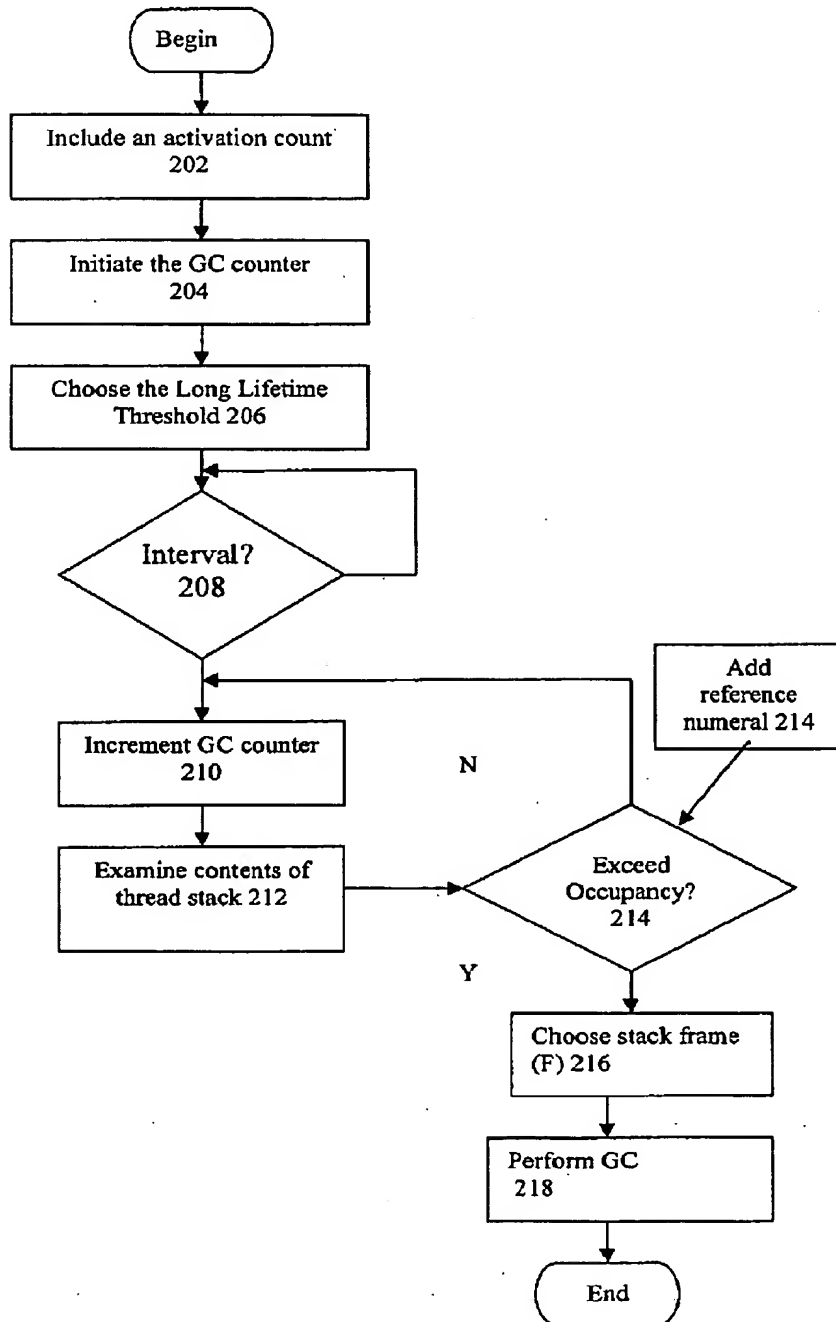 Begin
Include an activation count
202
Initiate the GC counter
204
Choose the Long Lifetime
Threshold 206
Interval?
208
Add
reference
numeral 214
Increment GC counter
210
N
Examine contents of
thread stack 212
Exceed
Occupancy?
214
Y
Choose stack frame
(F) 216
Perform GC
218
End